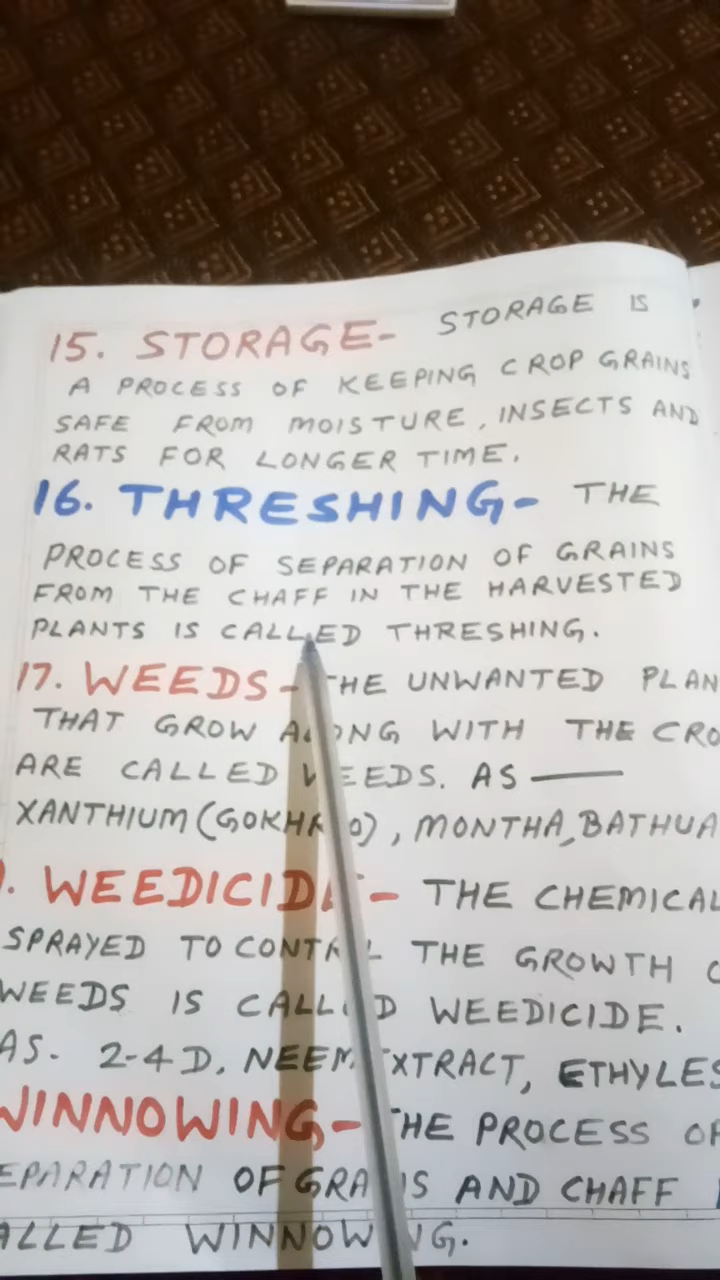 15. STORAGE- STORAGE IS
A PROCESS OF KEEPING CROP GRAINS
SAFE FROM MOISTURE, INSECTS AND
RATS FOR LONGER TIME.
16. THRESHING- THE
PROCESS OF SEPARATION OF GRAINS
FROM THE CHAFF IN THE HARVESTED
PLANTS IS CALLED THRESHING.
17. WEEDS- THE UNWANTED PLAN
THAT GROW ALONG WITH THE CRO
ARE CALLED WEEDS. AS —
XANTHIUM (GOKHRO), MONTHA, BATHUA
. WEEDICIDE- THE CHEMICAL
SPRAYED TO CONTROL THE GROWTH
WEEDS IS CALLED WEEDICIDE.
AS. 2-4 D, NEEM EXTRACT, ETHYLES
WINNOWING- THE PROCESS OF
EPARATION OF GRAINS AND CHAFF
ALLED WINNOWING.